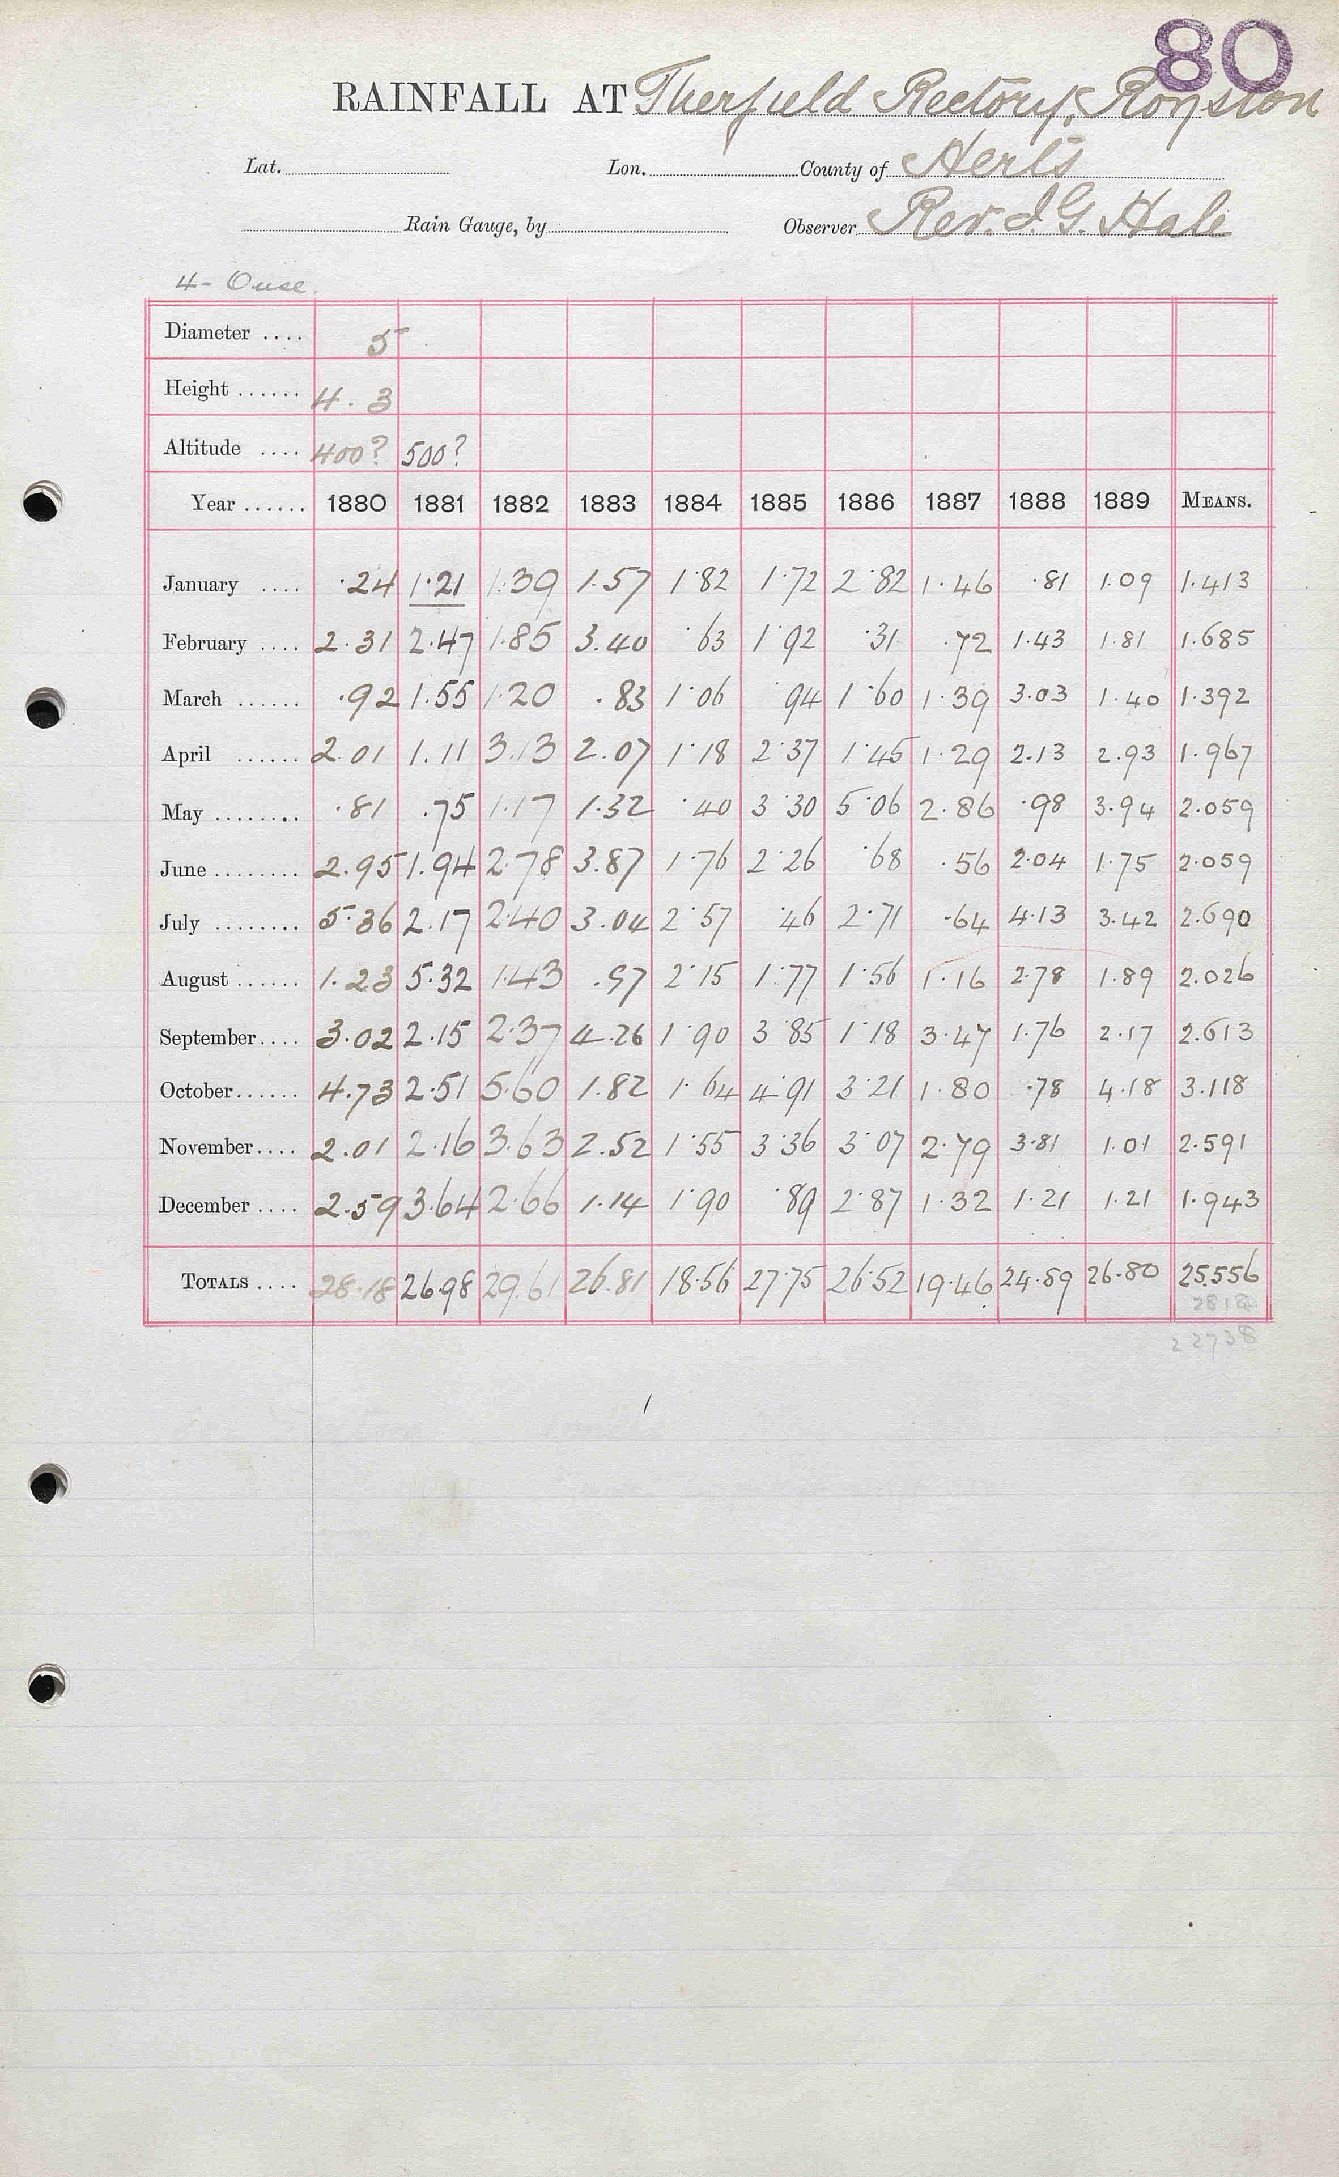 80
RAINFALL AT Therfield Rectory, Royston
Lat. Lon. County of Herts
Rain Gauge, by Observer Rev. J. G. Hale
4- Ouse.
Diameter .... 5
Height ...... 4. 3
Altitude .... 400? 500?
Year ...... 1880 1881 1882 1883 1884 1885 1886 1887 1888 1889 MEANS.
January .... ·24 1·21 1·39 1.57 1·82 1·72 2·82 1·46 ·81 1.09 1.413
February .... 2.31 2.47 1.85 3.40 ·63 1·92 ·31 ·72 1.43 1.81 1.685
March ...... ·92 1.55 1·20 .83 1·06 ·94 1·60 1·39 3.03 1.40 1.392
April ...... 2.01 1.11 3.13 2.07 1·18 2·37 1·45 1·29 2.13 2.93 1.967
May ........ ·81 .75 1·17 1.32 ·40 3·30 5·06 2·86 ·98 3.94 2.059
June ........ 2.95 1.94 2.78 3.87 1·76 2·26 ·68 ·56 2.04 1.75 2.059
July ........ 5.36 2.17 2.40 3.04 2·57 ·46 2·71 ·64 4.13 3.42 2.690
August ...... 1.23 5.32 1.43 .97 2·15 1·77 1·56 1·16 2.78 1.89 2.026
September.... 3.02 2.15 2.37 4.26 1·90 3·85 1·18 3·47 1.76 2.17 2.613
October...... 4.73 2.51 5.60 1.82 1·64 4·91 3·21 1·80 ·78 4.18 3.118
November.... 2.01 2.16 3.63 2.52 1·55 3·36 3·07 2·79 3.81 1.01 2.591
December .... 2.59 3.64 2.66 1.14 1·90 ·89 2·87 1·32 1.21 1.21 1.943
TOTALS .... 28.18 26.98 29.61 26.81 18·56 27·75 26·52 19·46 24.89 26.80 25.556
2818
22738